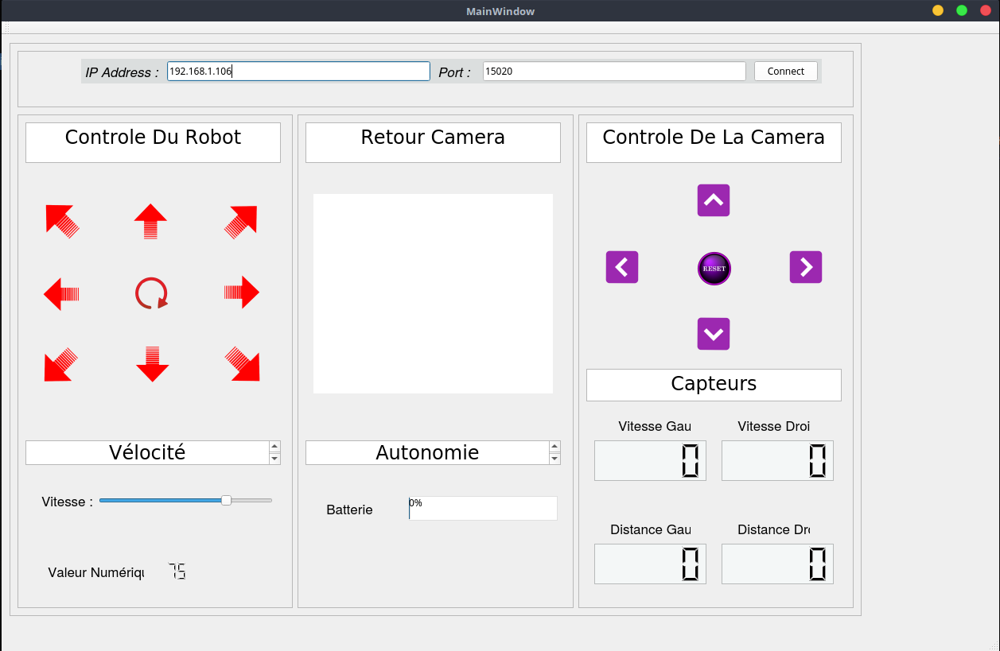 MainWindow
IP Address : 192.168.1.106 Port : 15020 Connect
Controle Du Robot
Retour Camera
Controle De La Camera
RESET
Capteurs
Vitesse Gau Vitesse Droi
0 0
Distance Gau Distance Dr
0 0
Vélocité
Vitesse :
Valeur Numériq 75
Autonomie
Batterie 0%